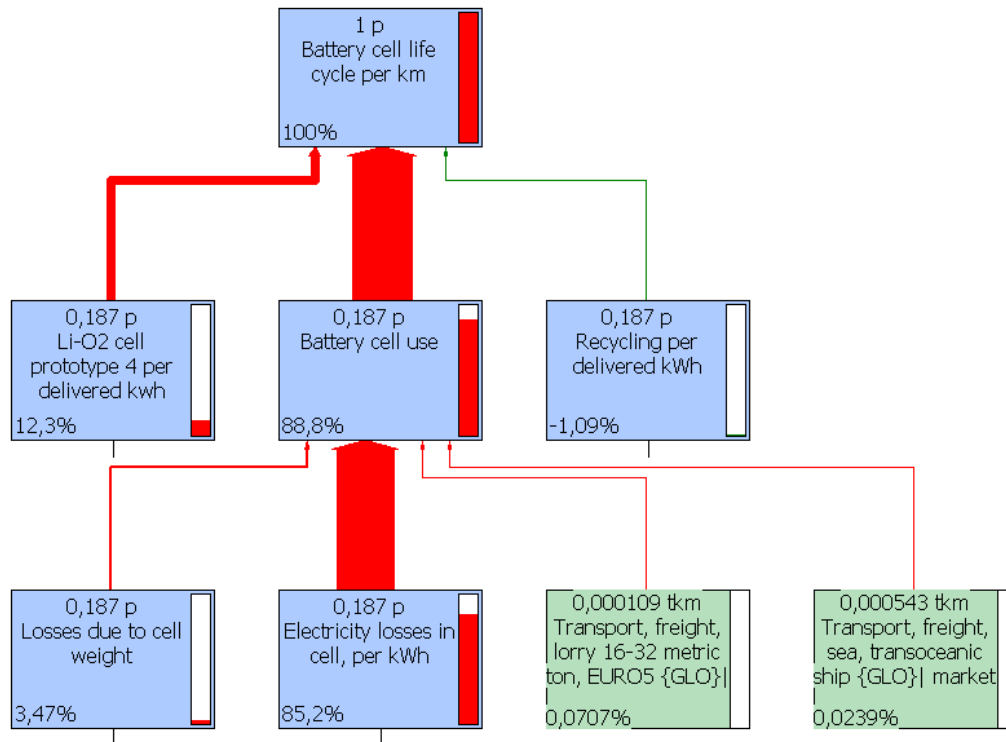 1 p
Battery cell life
cycle per km
100%
0,187 p
Li-O2 cell
prototype 4 per
delivered kwh
12,3%
0,187 p
Battery cell use
88,8%
0,187 p
Recycling per
delivered kWh
-1,09%
0,187 p
Losses due to cell
weight
3,47%
0,187 p
Electricity losses in
cell, per kWh
85,2%
0,000109 tkm
Transport, freight,
lorry 16-32 metric
ton, EURO5 {GLO}|
0,0707%
0,000543 tkm
Transport, freight,
sea, transoceanic
ship {GLO}| market
0,0239%